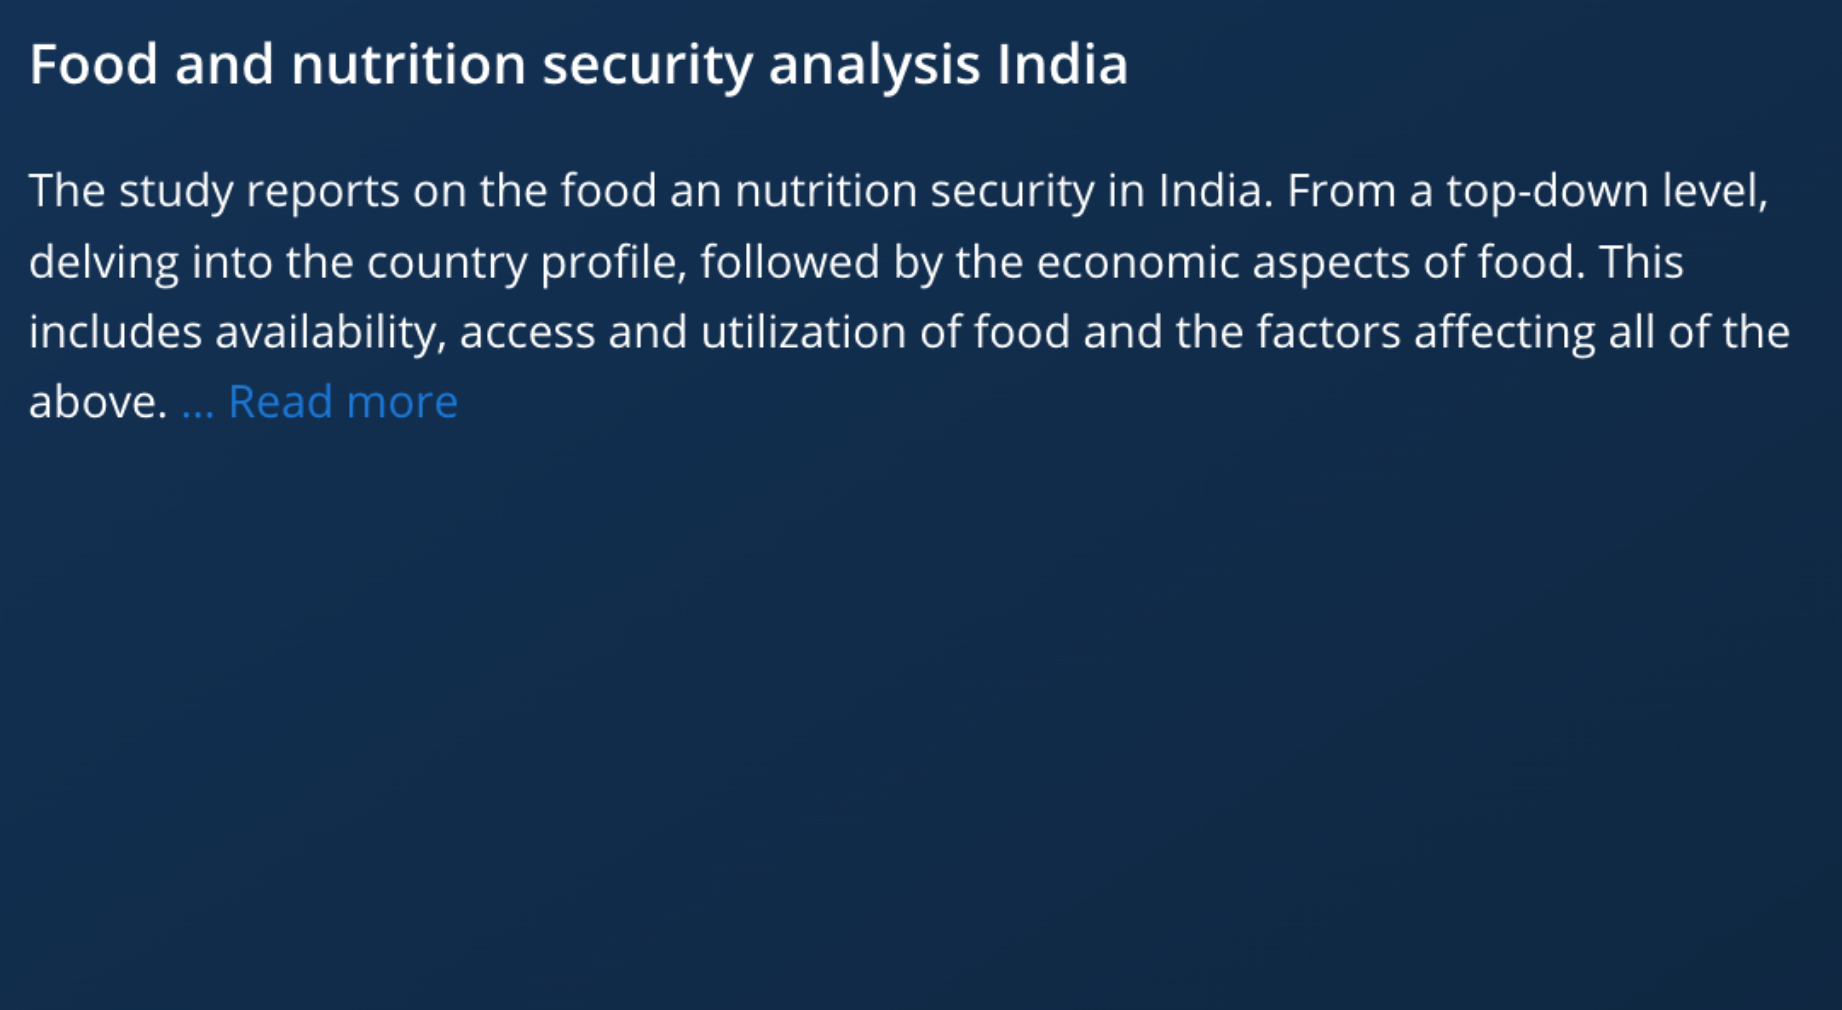 Food and nutrition security analysis India
The study reports on the food an nutrition security in India. From a top-down level,
delving into the country profile, followed by the economic aspects of food. This
includes availability, access and utilization of food and the factors affecting all of the
above. ... Read more